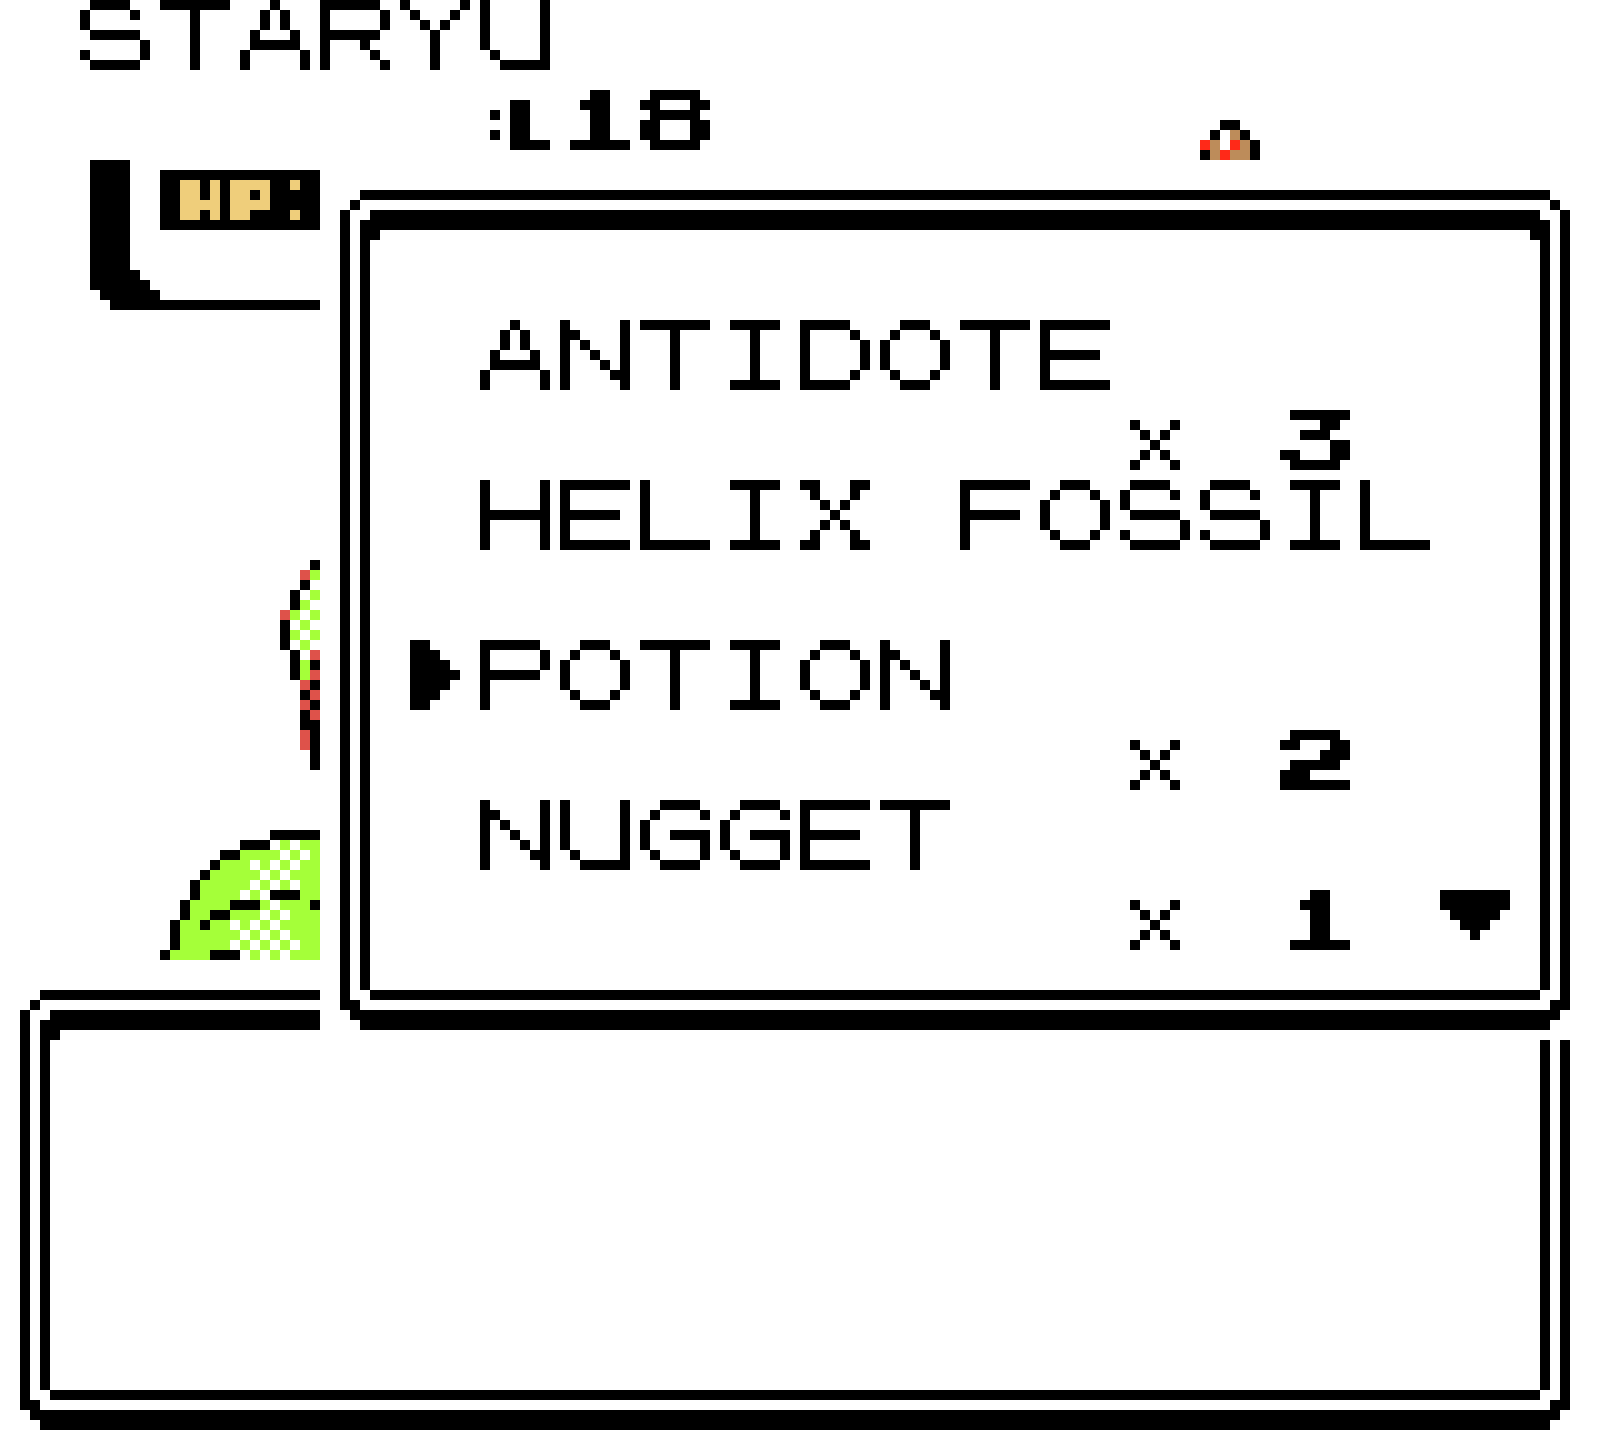 STARYU
:L18
HP:
ANTIDOTE
× 3
HELIX FOSSIL
▶POTION
× 2
NUGGET
× 1 ▼